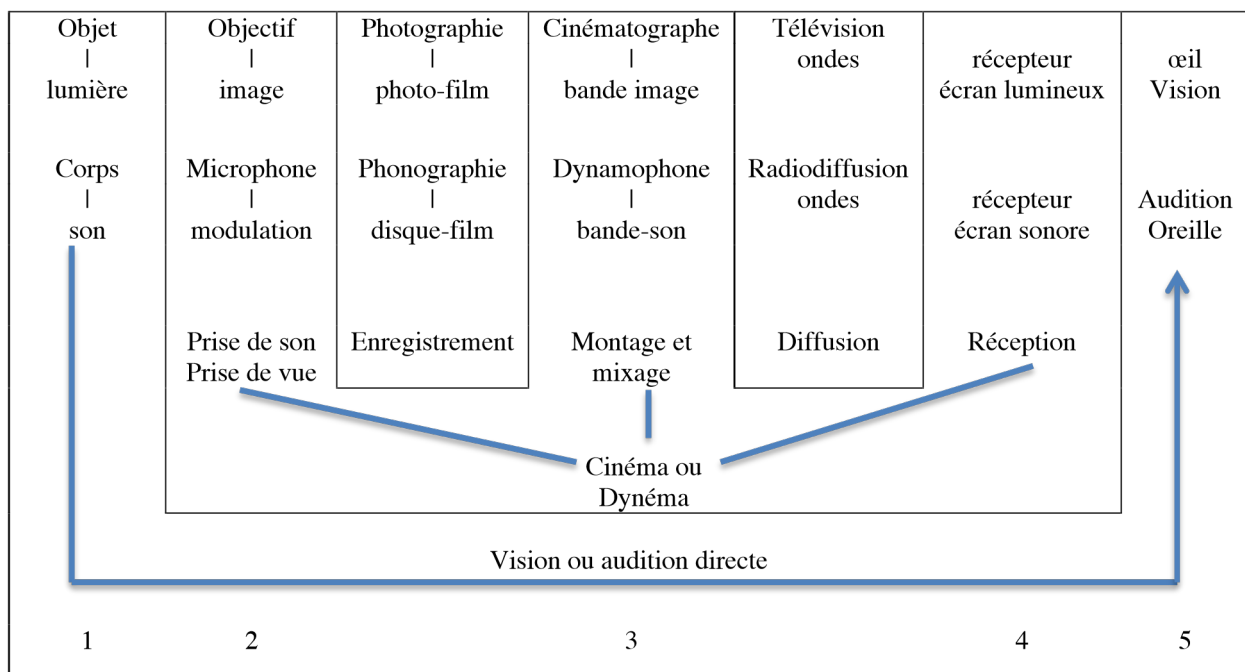 Objet Objectif Photographie Cinématographe Télévision
ondes récepteur œil
lumière image photo-film bande image écran lumineux Vision
Corps Microphone Phonographie Dynamophone Radiodiffusion
ondes récepteur Audition
son modulation disque-film bande-son écran sonore Oreille
Prise de son Enregistrement Montage et Diffusion Réception
Prise de vue mixage
Cinéma ou
Dynéma
Vision ou audition directe
1 2 3 4 5